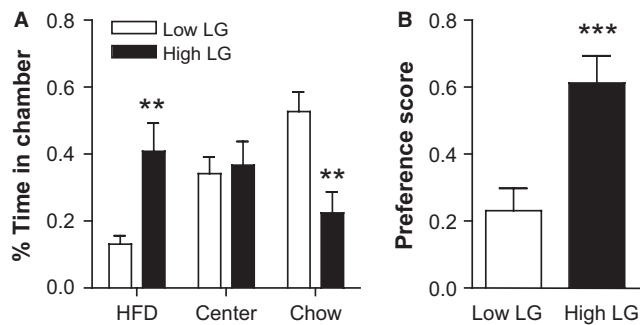 A
Low LG
High LG
% Time in chamber
0.8
0.6
0.4
0.2
0.0
**
**
HFD Center Chow
B
Preference score
0.8
0.6
0.4
0.2
0.0
***
Low LG High LG